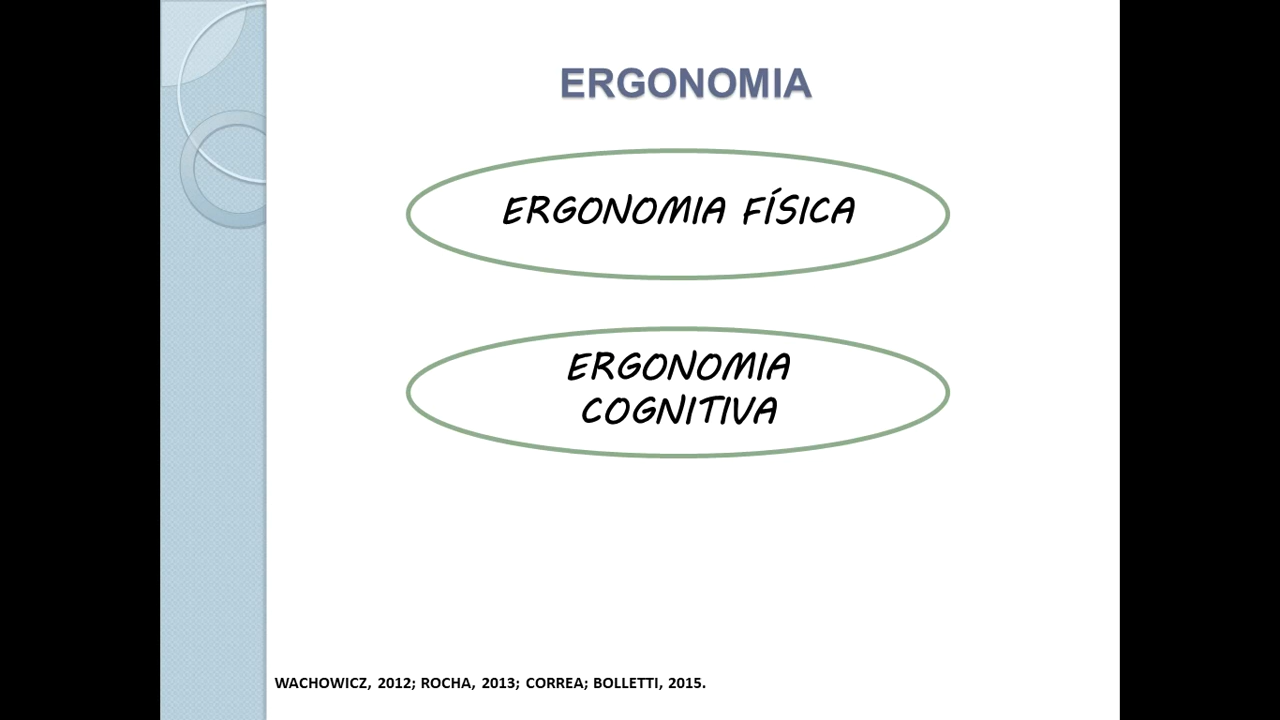 ERGONOMIA
ERGONOMIA FÍSICA
ERGONOMIA
COGNITIVA
WACHOWICZ, 2012; ROCHA, 2013; CORREA; BOLLETTI, 2015.